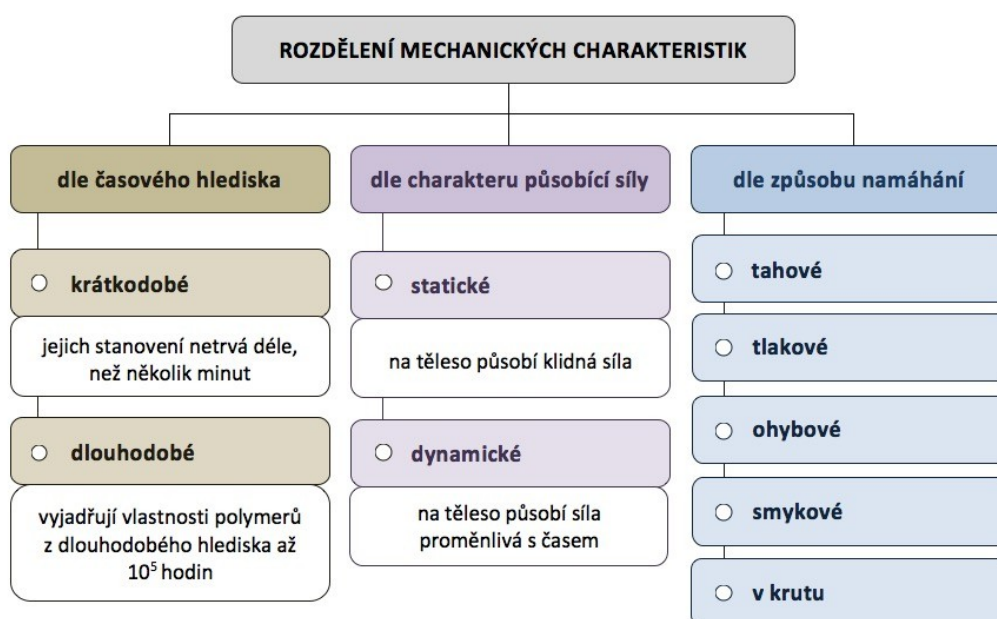 ROZDĚLENÍ MECHANICKÝCH CHARAKTERISTIK
dle časového hlediska
krátkodobé
jejich stanovení netrvá déle,
než několik minut
dlouhodobé
vyjadřují vlastnosti polymerů
z dlouhodobého hlediska až
10⁵ hodin
dle charakteru působící síly
statické
na těleso působí klidná síla
dynamické
na těleso působí síla
proměnlivá s časem
dle způsobu namáhání
tahové
tlakové
ohybové
smykové
v krutu